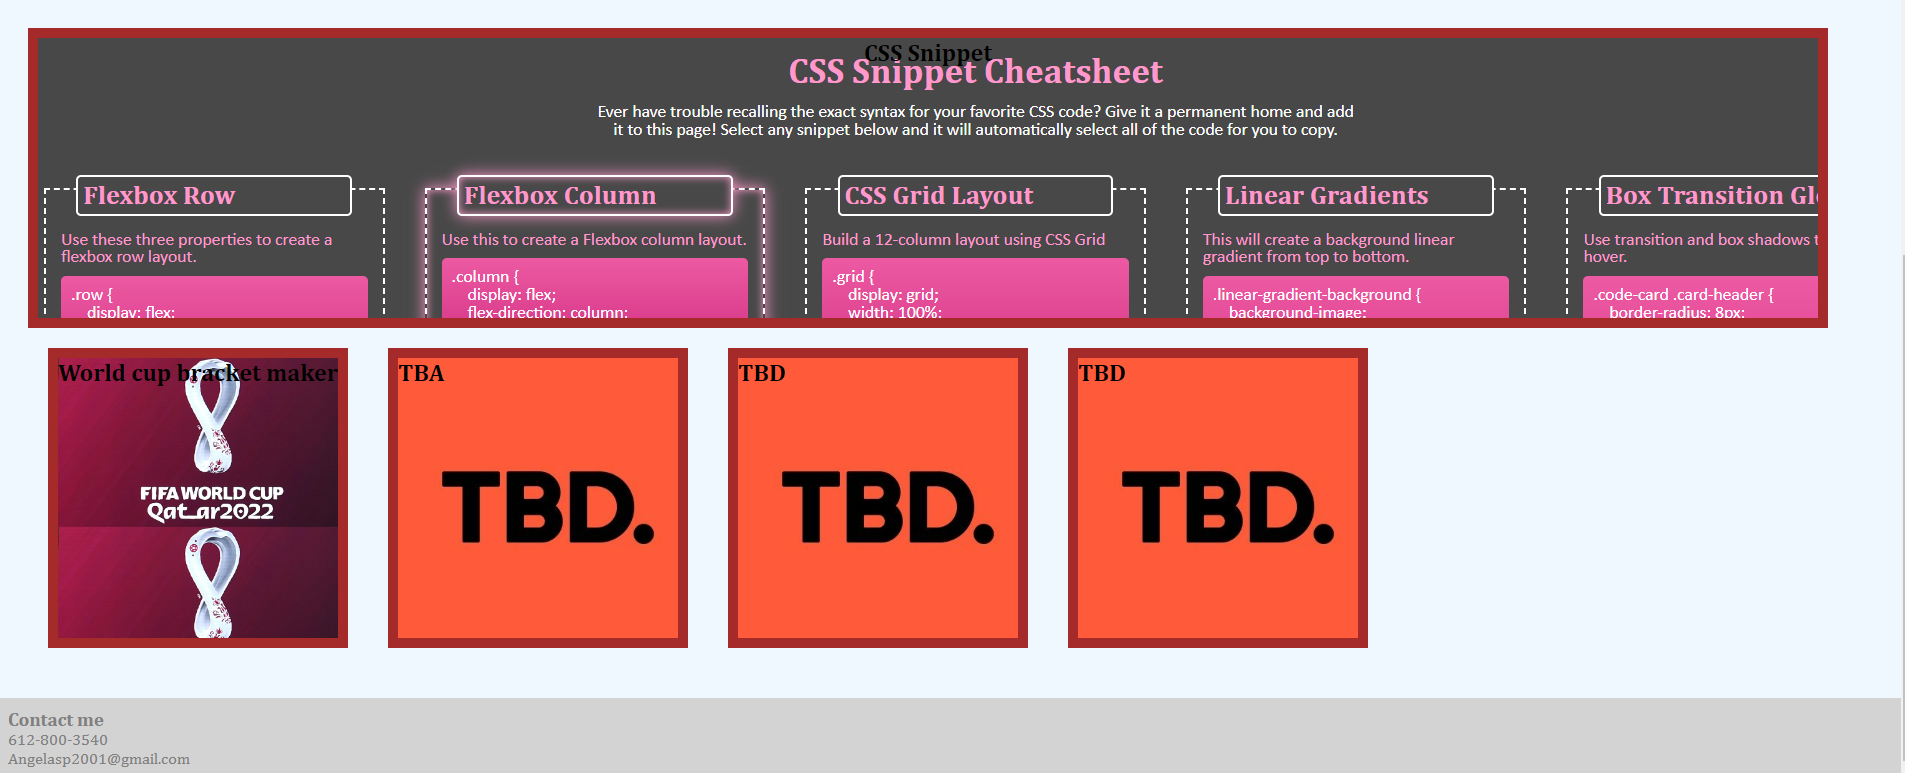 CSS Snippet
CSS Snippet Cheatsheet
Ever have trouble recalling the exact syntax for your favorite CSS code? Give it a permanent home and add
it to this page! Select any snippet below and it will automatically select all of the code for you to copy.
Flexbox Row
Use these three properties to create a
flexbox row layout.
.row {
display: flex;
Flexbox Column
Use this to create a Flexbox column layout.
.column {
display: flex;
flex-direction: column;
CSS Grid Layout
Build a 12-column layout using CSS Grid
.grid {
display: grid;
width: 100%;
Linear Gradients
This will create a background linear
gradient from top to bottom.
.linear-gradient-background {
background-image:
Box Transition Gl
Use transition and box shadows t
hover.
.code-card .card-header {
border-radius: 8px;
World cup bracket maker
FIFA WORLD CUP
Qatar2022
TBA
TBD.
TBD
TBD.
TBD
TBD.
Contact me
612-800-3540
Angelasp2001@gmail.com